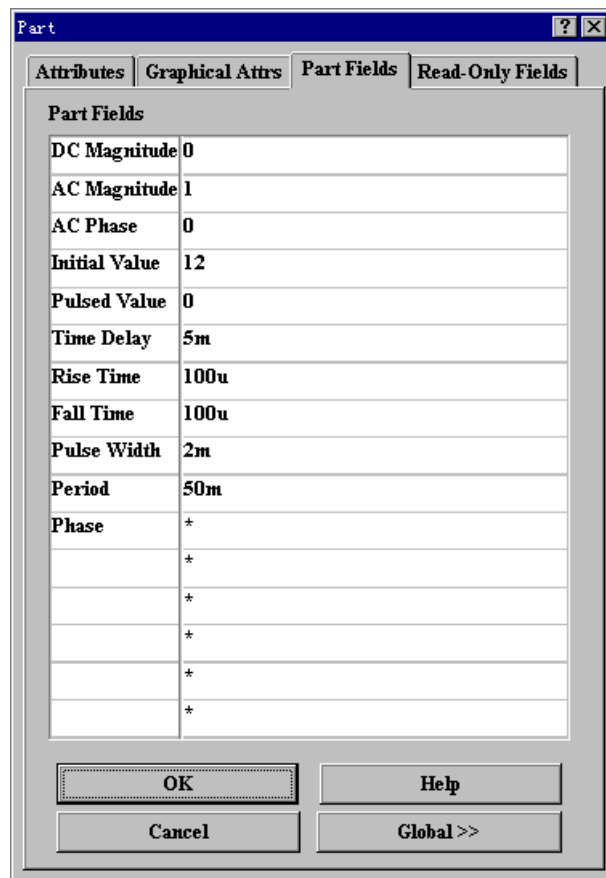 Part
Attributes Graphical Attrs Part Fields Read-Only Fields
Part Fields
DC Magnitude 0
AC Magnitude 1
AC Phase 0
Initial Value 12
Pulsed Value 0
Time Delay 5m
Rise Time 100u
Fall Time 100u
Pulse Width 2m
Period 50m
Phase *
*
*
*
*
*
OK Help
Cancel Global >>